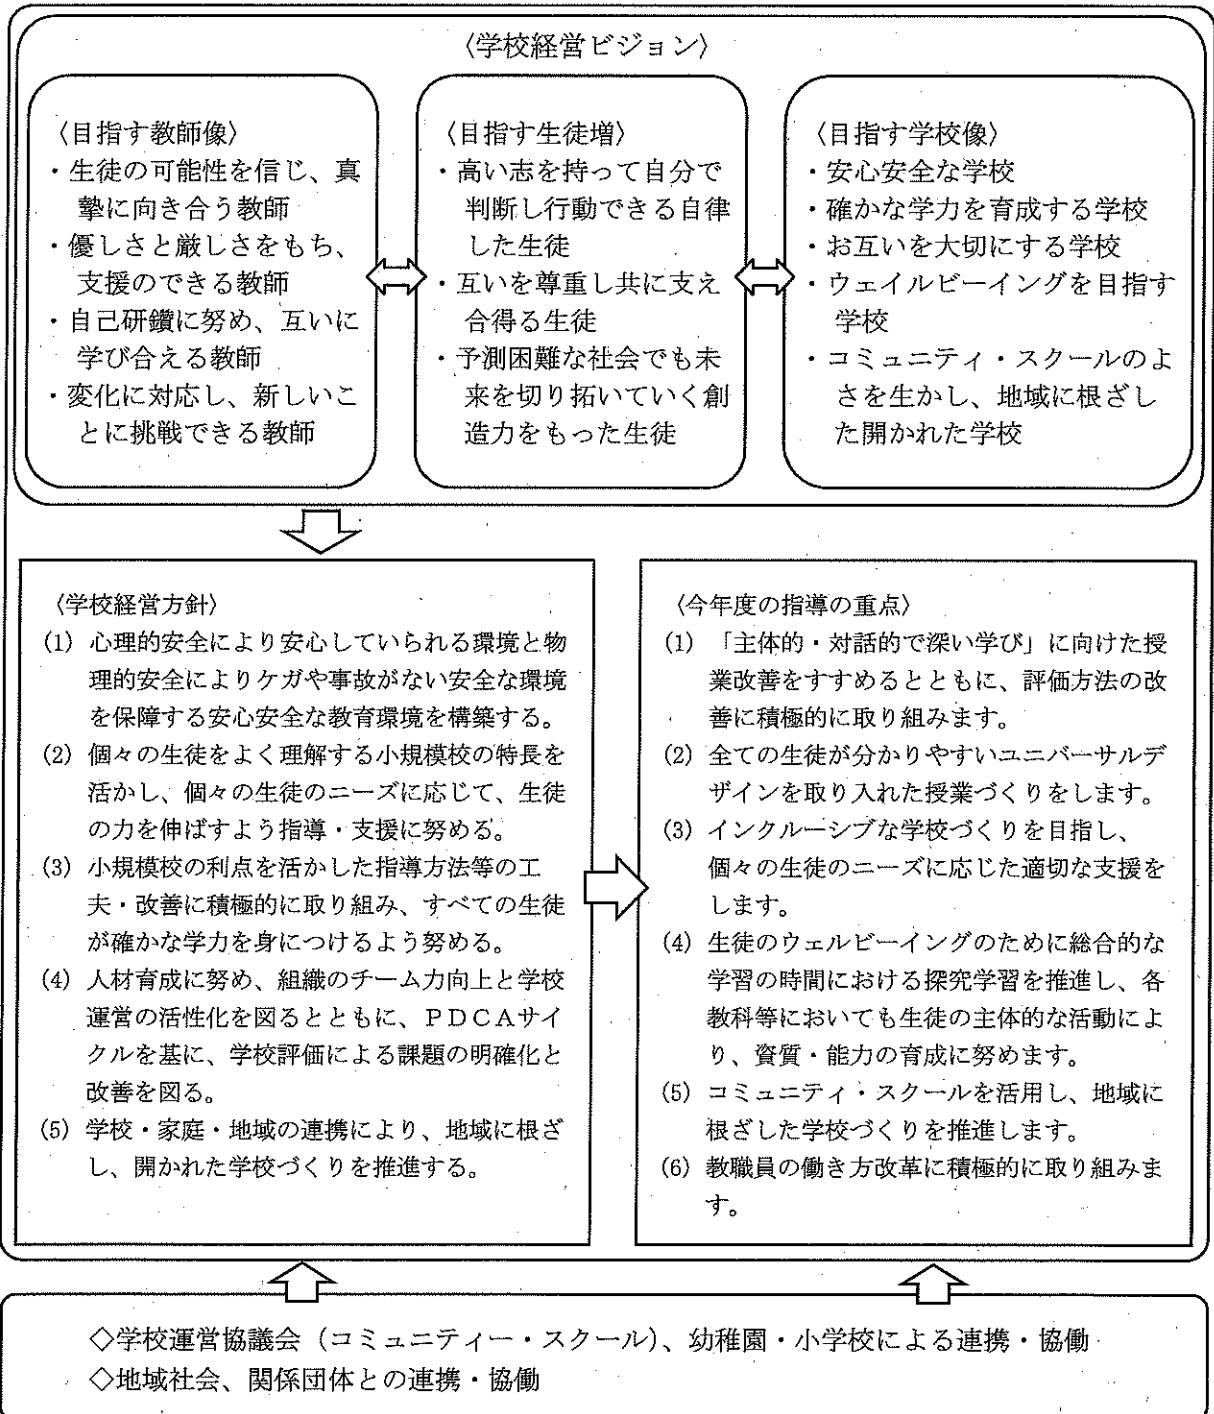 〈学校経営ビジョン〉
〈目指す教師像〉
・生徒の可能性を信じ、真
摯に向き合う教師
・優しさと厳しさをもち、
支援のできる教師
・自己研鑽に努め、互いに
学び合える教師
・変化に対応し、新しいこ
とに挑戦できる教師
〈目指す生徒増〉
・高い志を持って自分で
判断し行動できる自律
した生徒
・互いを尊重し共に支え
合得る生徒
・予測困難な社会でも未
来を切り拓いていく創
造力をもった生徒
〈目指す学校像〉
・安心安全な学校
・確かな学力を育成する学校
・お互いを大切にする学校
・ウェイルビーイングを目指す
学校
・コミュニティ・スクールのよ
さを生かし、地域に根ざし
た開かれた学校
〈学校経営方針〉
(1) 心理的安全により安心していられる環境と物
理的安全によりケガや事故がない安全な環境
を保障する安心安全な教育環境を構築する。
(2) 個々の生徒をよく理解する小規模校の特長を
活かし、個々の生徒のニーズに応じて、生徒
の力を伸ばすよう指導・支援に努める。
(3) 小規模校の利点を活かした指導方法等の工
夫・改善に積極的に取り組み、すべての生徒
が確かな学力を身につけるよう努める。
(4) 人材育成に努め、組織のチーム力向上と学校
運営の活性化を図るとともに、PDCAサイ
クルを基に、学校評価による課題の明確化と
改善を図る。
(5) 学校・家庭・地域の連携により、地域に根ざ
し、開かれた学校づくりを推進する。
〈今年度の指導の重点〉
(1) 「主体的・対話的で深い学び」に向けた授
業改善をすすめるとともに、評価方法の改
善に積極的に取り組みます。
(2) 全ての生徒が分かりやすいユニバーサルデ
ザインを取り入れた授業づくりをします。
(3) インクルーシブな学校づくりを目指し、
個々の生徒のニーズに応じた適切な支援を
します。
(4) 生徒のウェルビーイングのために総合的な
学習の時間における探究学習を推進し、各
教科等においても生徒の主体的な活動によ
り、資質・能力の育成に努めます。
(5) コミュニティ・スクールを活用し、地域に
根ざした学校づくりを推進します。
(6) 教職員の働き方改革に積極的に取り組みま
す。
◇学校運営協議会（コミュニティー・スクール）、幼稚園・小学校による連携・協働
◇地域社会、関係団体との連携・協働